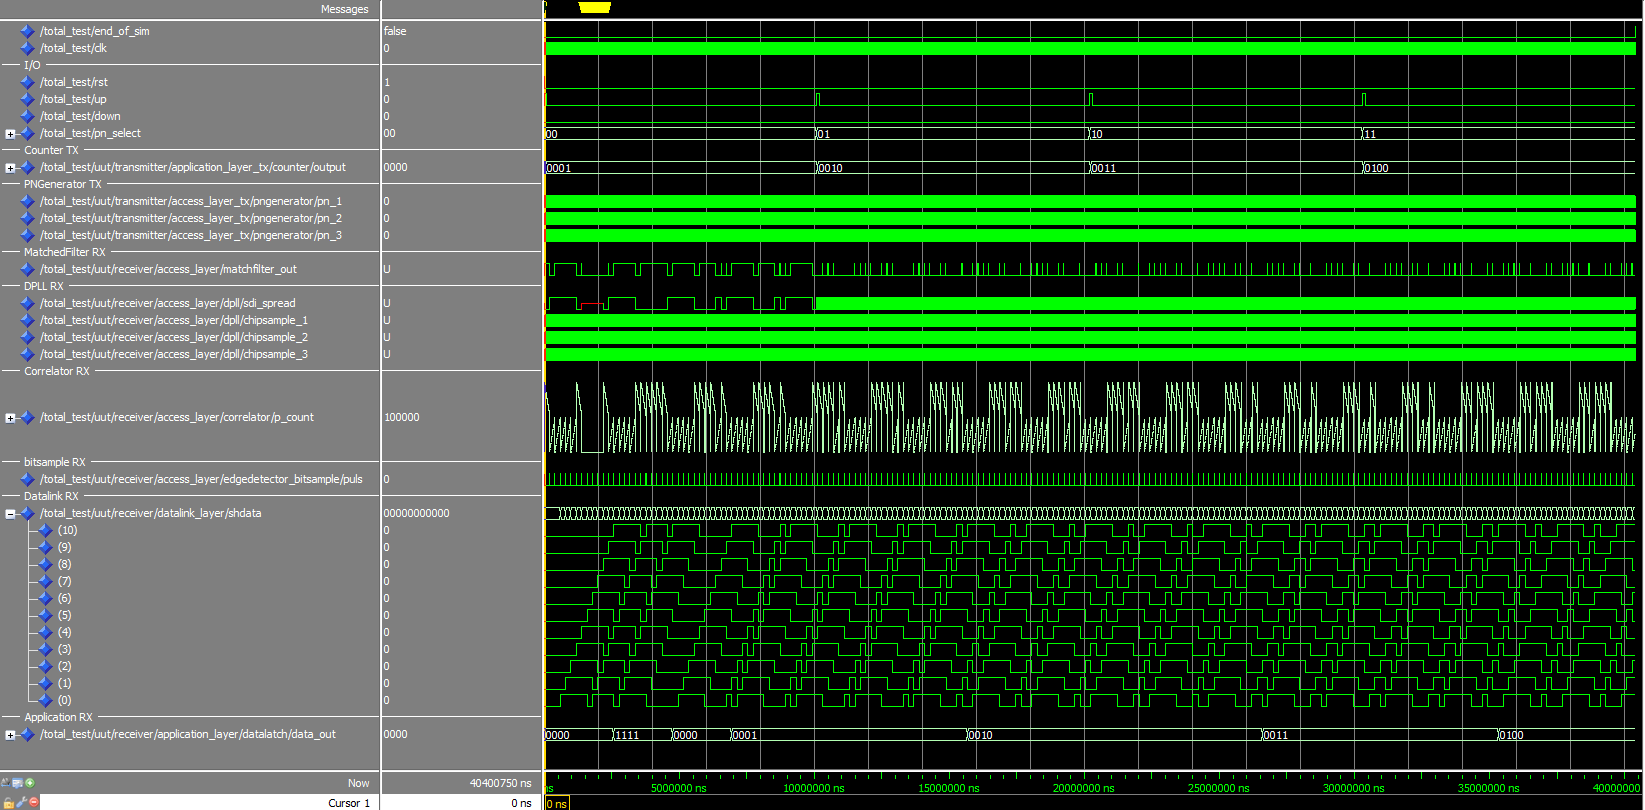 Messages
/total_test/end_of_sim false
/total_test/clk 0
I/O
/total_test/rst 1
/total_test/up 0
/total_test/down 0
/total_test/pn_select 00 00 01 10 11
Counter TX
/total_test/uut/transmitter/application_layer_tx/counter/output 0000 0001 0010 0011 0100
PNGenerator TX
/total_test/uut/transmitter/access_layer_tx/pngenerator/pn_1 0
/total_test/uut/transmitter/access_layer_tx/pngenerator/pn_2 0
/total_test/uut/transmitter/access_layer_tx/pngenerator/pn_3 0
MatchedFilter RX
/total_test/uut/receiver/access_layer/matchfilter_out U
DPLL RX
/total_test/uut/receiver/access_layer/dpll/sdi_spread U
/total_test/uut/receiver/access_layer/dpll/chipsample_1 U
/total_test/uut/receiver/access_layer/dpll/chipsample_2 U
/total_test/uut/receiver/access_layer/dpll/chipsample_3 U
Correlator RX
/total_test/uut/receiver/access_layer/correlator/p_count 100000
bitsample RX
/total_test/uut/receiver/access_layer/edgedetector_bitsample/puls 0
Datalink RX
/total_test/uut/receiver/datalink_layer/shdata 00000000000
(10) 0
(9) 0
(8) 0
(7) 0
(6) 0
(5) 0
(4) 0
(3) 0
(2) 0
(1) 0
(0) 0
Application RX
/total_test/uut/receiver/application_layer/datalatch/data_out 0000 0000 1111 0000 0001 0010 0011 0100
Now 40400750 ns ns 5000000 ns 10000000 ns 15000000 ns 20000000 ns 25000000 ns 30000000 ns 35000000 ns 40000000
Cursor 1 0 ns 0 ns